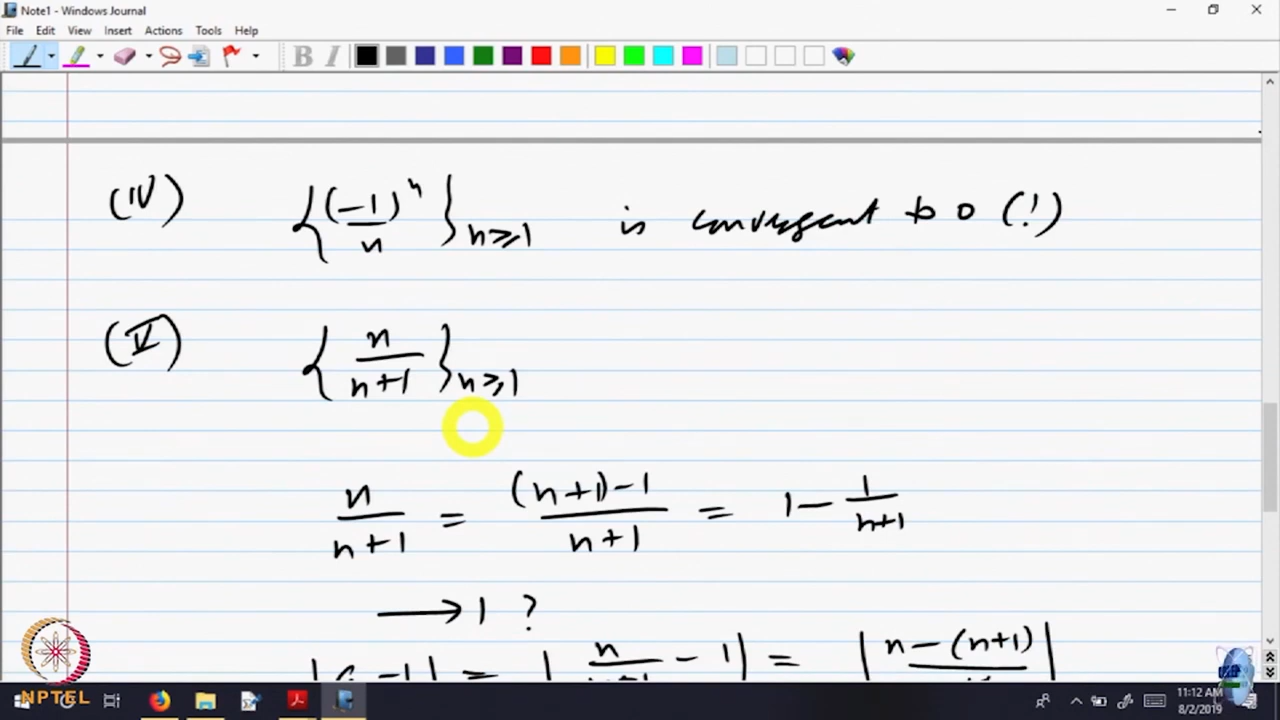 Note1 - Windows Journal
File Edit View Insert Actions Tools Help
B I
(IV) {(-1)^n/n}_{n≥1} is convergent to 0 (!)
(V) {n/(n+1)}_{n≥1}
n/(n+1) = ((n+1)-1)/(n+1) = 1 - 1/(n+1)
⟶ 1 ?
- 1| = | n - 1| = | n-(n+1) |
NPTEL
11:12 AM
8/2/2019